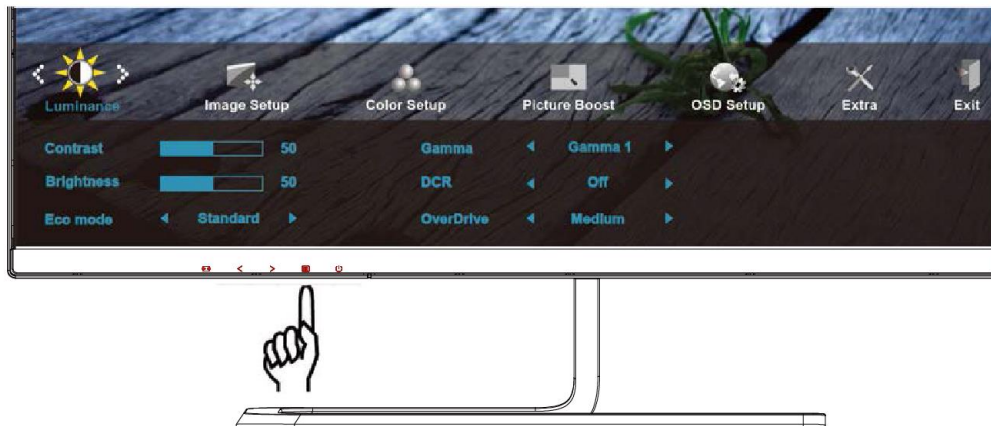 Luminance Image Setup Color Setup Picture Boost OSD Setup Extra Exit
Contrast 50 Gamma Gamma 1
Brightness 50 DCR Off
Eco mode Standard OverDrive Medium